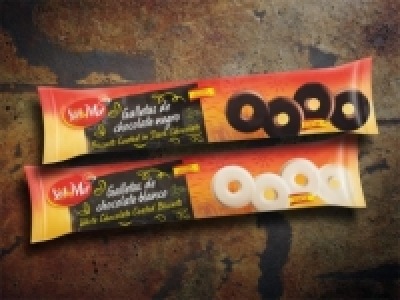 Galletas de
chocolate negro
Biscuits Coated in Dark Chocolate
Galletas de
chocolate blanco
White Chocolate Coated Biscuits